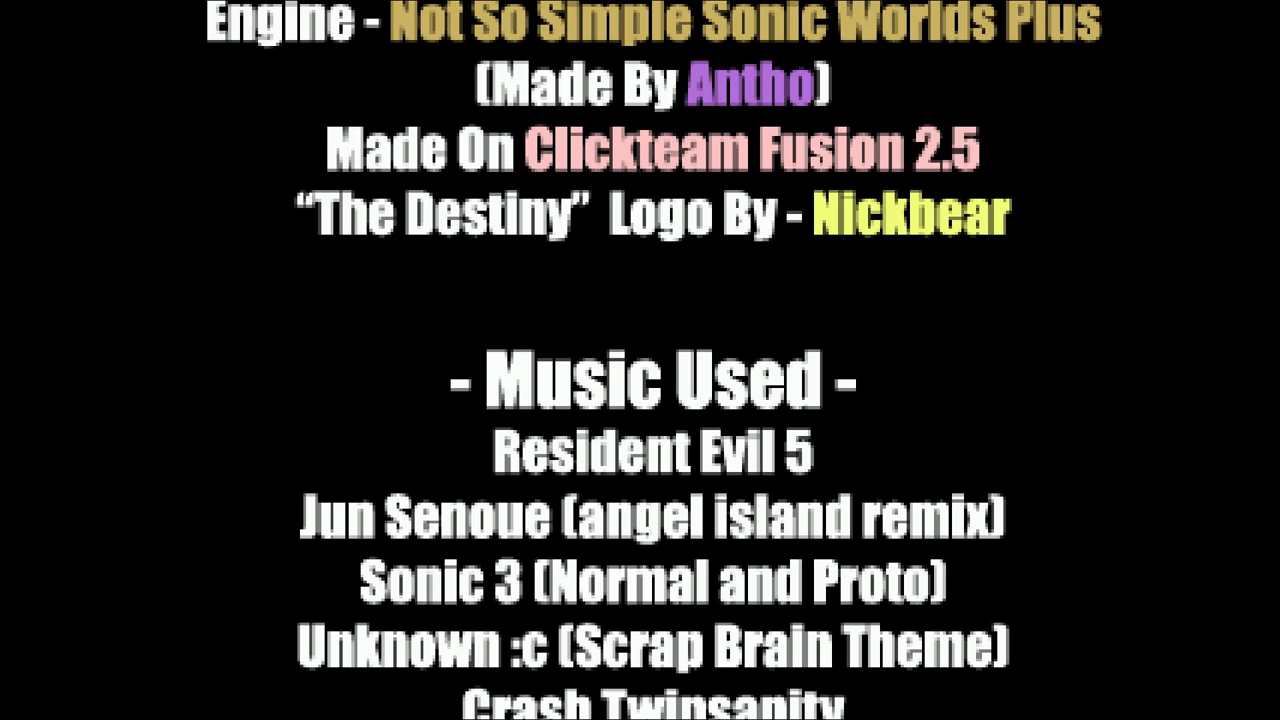 Engine - Not So Simple Sonic Worlds Plus
(Made By Antho)
Made On Clickteam Fusion 2.5
“The Destiny” Logo By - Nickbear
- Music Used -
Resident Evil 5
Jun Senoue (angel island remix)
Sonic 3 (Normal and Proto)
Unknown :c (Scrap Brain Theme)
Crash Twinsanity